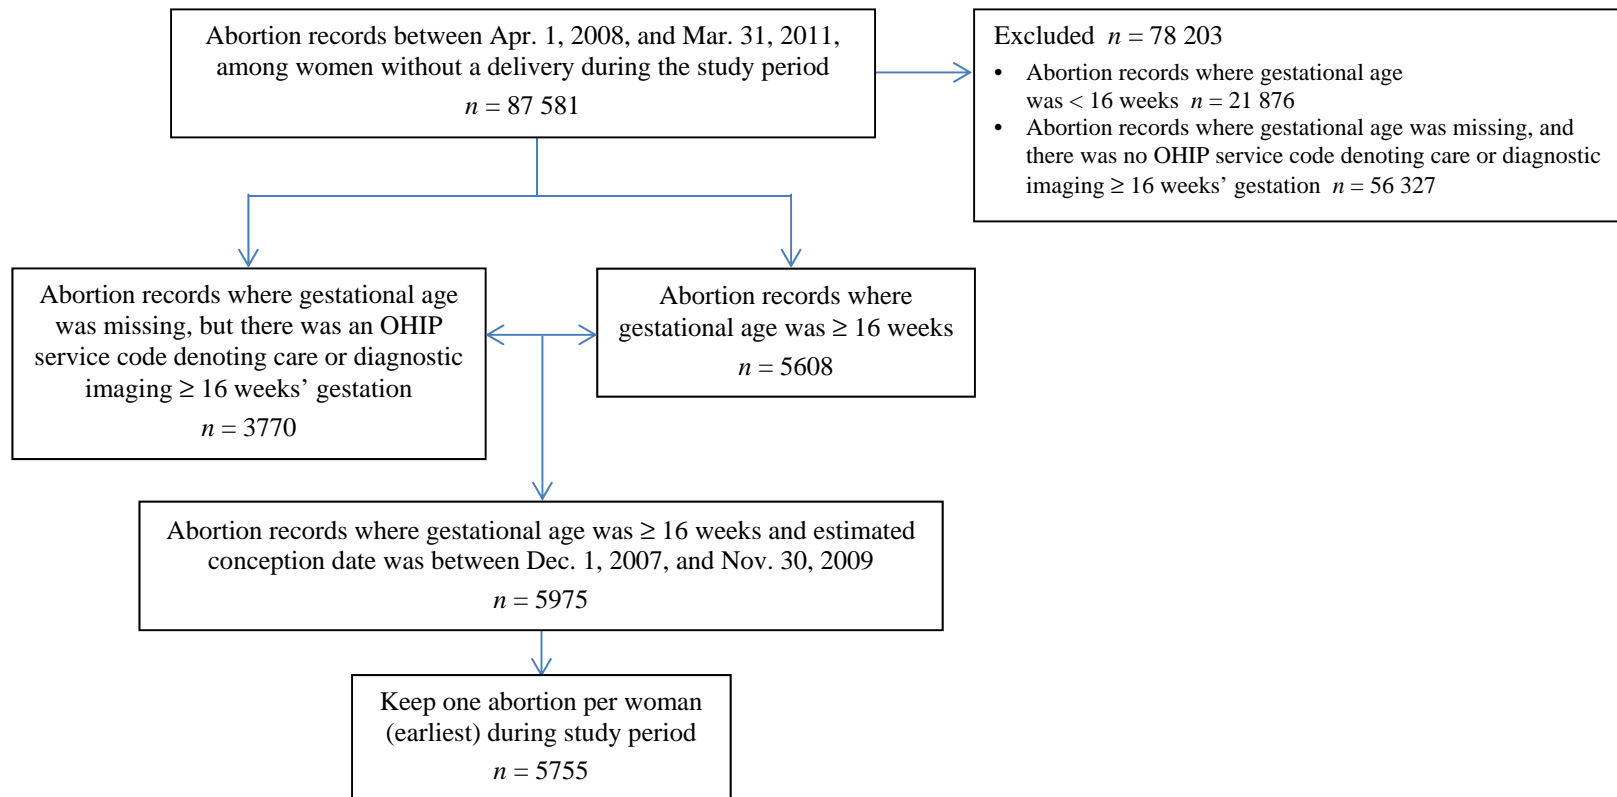 Abortion records between Apr. 1, 2008, and Mar. 31, 2011,
among women without a delivery during the study period
n = 87 581
Excluded n = 78 203
• Abortion records where gestational age
was < 16 weeks n = 21 876
• Abortion records where gestational age was missing, and
there was no OHIP service code denoting care or diagnostic
imaging ≥ 16 weeks’ gestation n = 56 327
Abortion records where gestational age
was missing, but there was an OHIP
service code denoting care or diagnostic
imaging ≥ 16 weeks’ gestation
n = 3770
Abortion records where
gestational age was ≥ 16 weeks
n = 5608
Abortion records where gestational age was ≥ 16 weeks and estimated
conception date was between Dec. 1, 2007, and Nov. 30, 2009
n = 5975
Keep one abortion per woman
(earliest) during study period
n = 5755